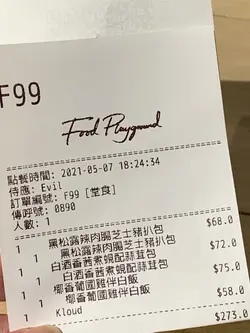 F99
Food Playground
點餐時間: 2021-05-07 18:24:34
侍應: Evil
訂單編號: F99 [堂食]
傳呼號: 0890
人數: 1
1 黑松露辣肉腸芝士豬扒包 $68.0
1 黑松露辣肉腸芝士豬扒包
1 白酒香茜煮蜆配蒜茸包 $72.0
1 白酒香茜煮蜆配蒜茸包
1 椰香葡國雞伴白飯 $75.0
1 椰香葡國雞伴白飯
1 Kloud $58.0
$273.0